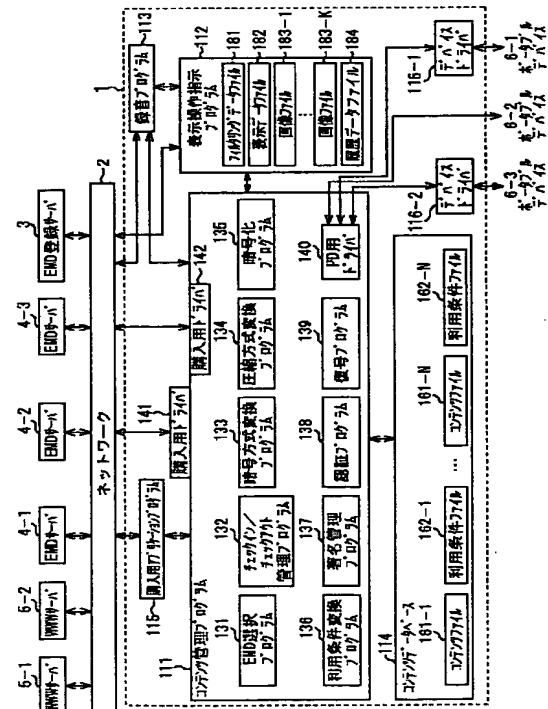 5-1
WWWサーバ
5-2
WWWサーバ
4-1
EMDサーバ
4-2
EMDサーバ
4-3
EMDサーバ
3
EMD登録サーバ
2
ネットワーク
1
115
購入用アプリケーションプログラム
141
購入用ドライバ
142
購入用ドライバ
113
録音プログラム
111
コンテンツ管理プログラム
131
EMD選択プログラム
132
チェックイン/
チェックアウト
管理プログラム
133
暗号方式変換
プログラム
134
圧縮方式変換
プログラム
135
暗号化
プログラム
136
利用条件変換
プログラム
137
署名管理
プログラム
138
認証プログラム
139
復号プログラム
140
PD用
ドライバ
112
表示操作指示
プログラム
181
フィルタリングデータファイル
182
表示データファイル
183-1
画像ファイル
183-K
画像ファイル
184
履歴データファイル
114
コンテンツデータベース
161-1
コンテンツファイル
162-1
利用条件ファイル
…
161-N
コンテンツファイル
162-N
利用条件ファイル
116-1
デバイス
ドライバ
116-2
デバイス
ドライバ
6-1
ポータブル
デバイス
6-2
ポータブル
デバイス
6-3
ポータブル
デバイス